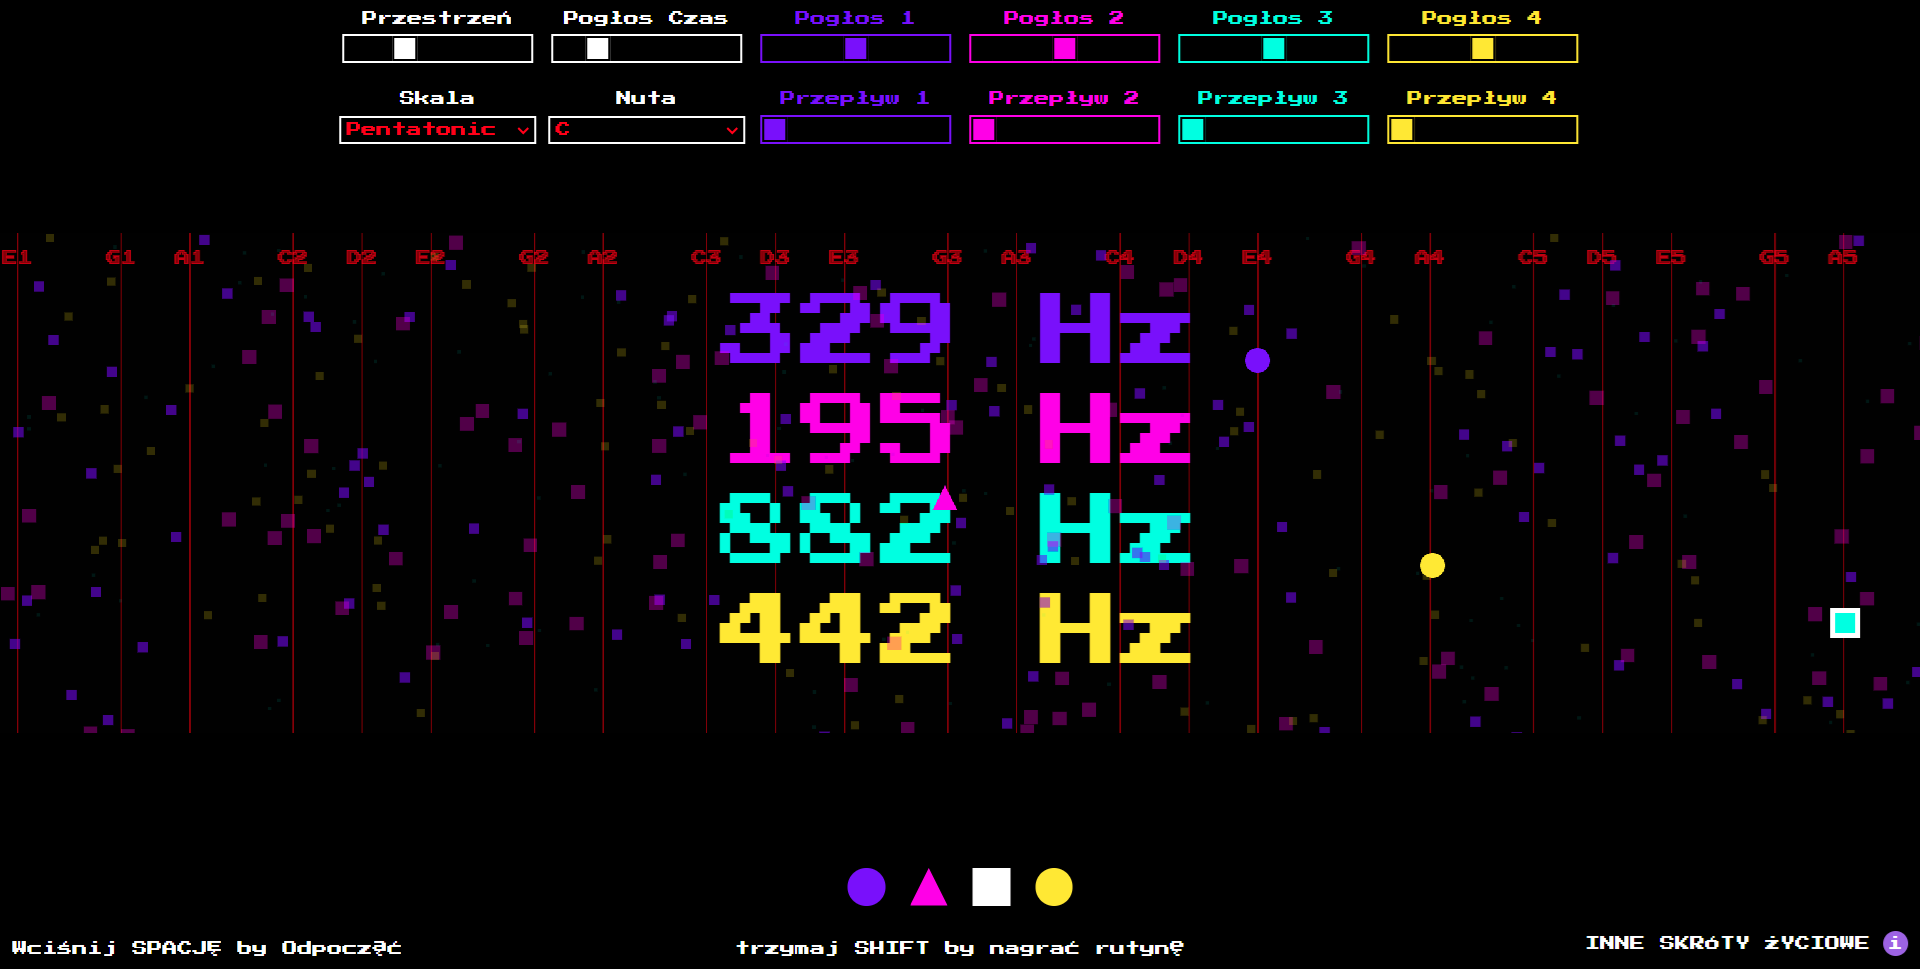 Przestrzeń Pogłos Czas Pogłos 1 Pogłos 2 Pogłos 3 Pogłos 4
Skala Nuta Przepływ 1 Przepływ 2 Przepływ 3 Przepływ 4
Pentatonic C
E1 G1 A1 C2 D2 E2 G2 A2 C3 D3 E3 G3 A3 C4 D4 E4 G4 A4 C5 D5 E5 G5 A5
329 Hz
195 Hz
882 Hz
442 Hz
Wciśnij SPACJĘ by Odpocząć
trzymaj SHIFT by nagrać rutynę
INNE SKRóTY żYCIOWE i